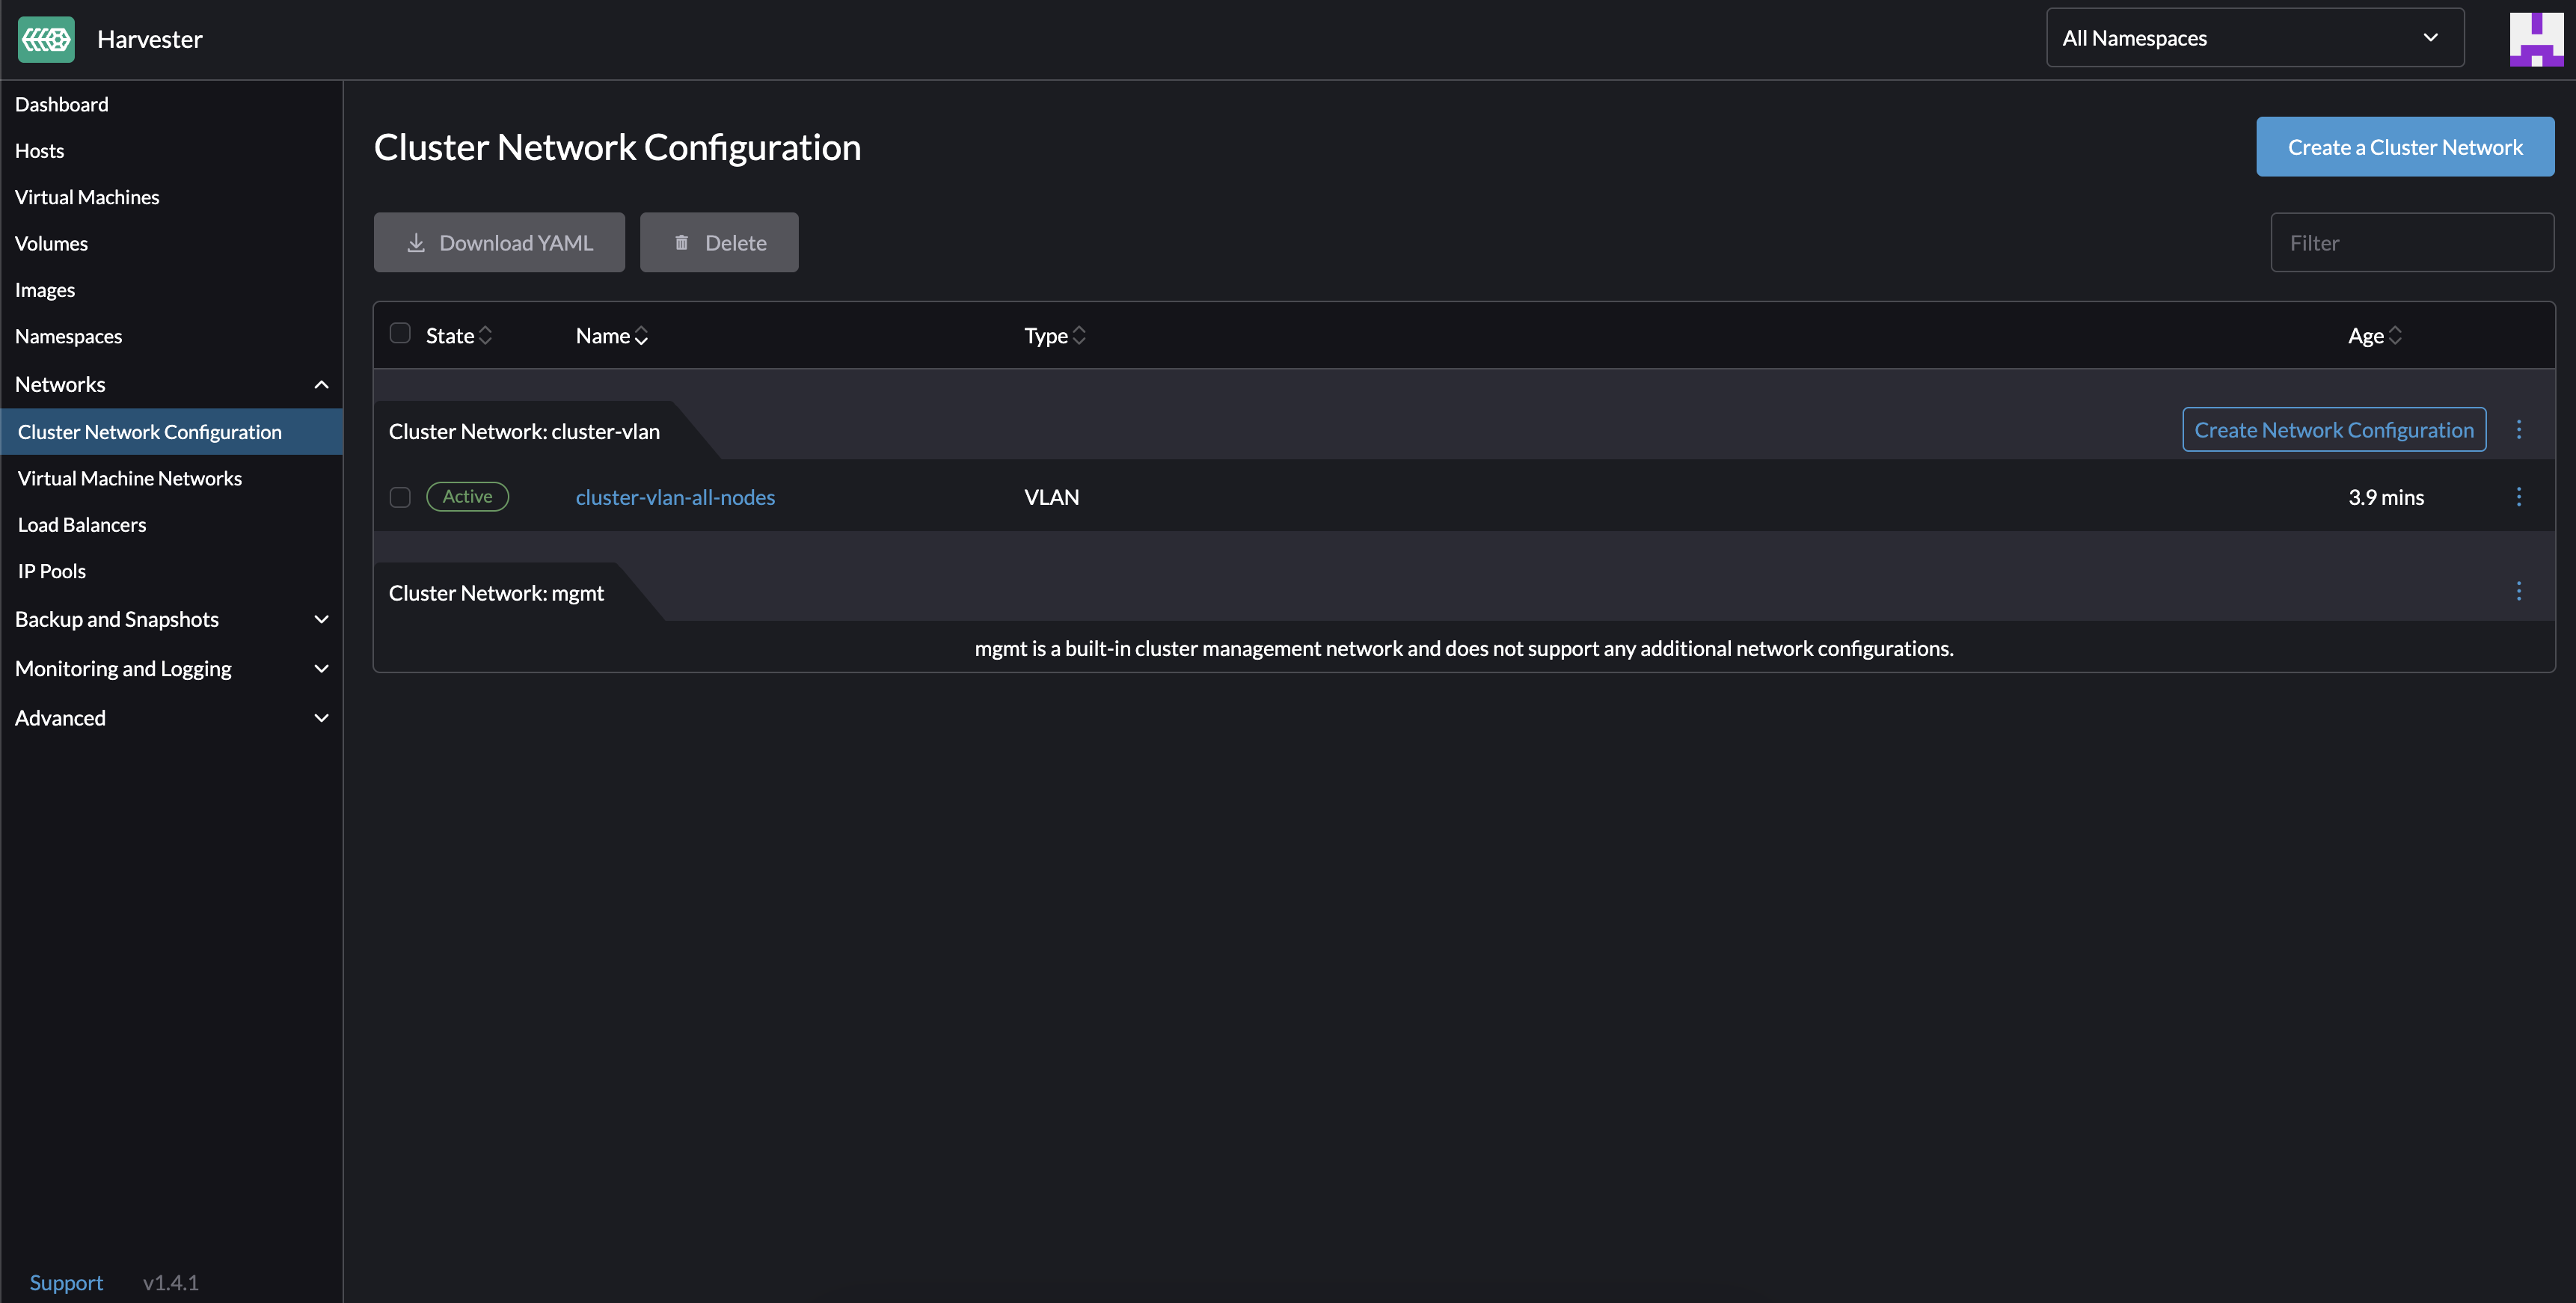 Harvester
All Namespaces
Dashboard
Hosts
Virtual Machines
Volumes
Images
Namespaces
Networks
Cluster Network Configuration
Virtual Machine Networks
Load Balancers
IP Pools
Backup and Snapshots
Monitoring and Logging
Advanced
Support v1.4.1
Cluster Network Configuration
Create a Cluster Network
Download YAML Delete
Filter
State Name Type Age
Cluster Network: cluster-vlan
Create Network Configuration
Active cluster-vlan-all-nodes VLAN 3.9 mins
Cluster Network: mgmt
mgmt is a built-in cluster management network and does not support any additional network configurations.